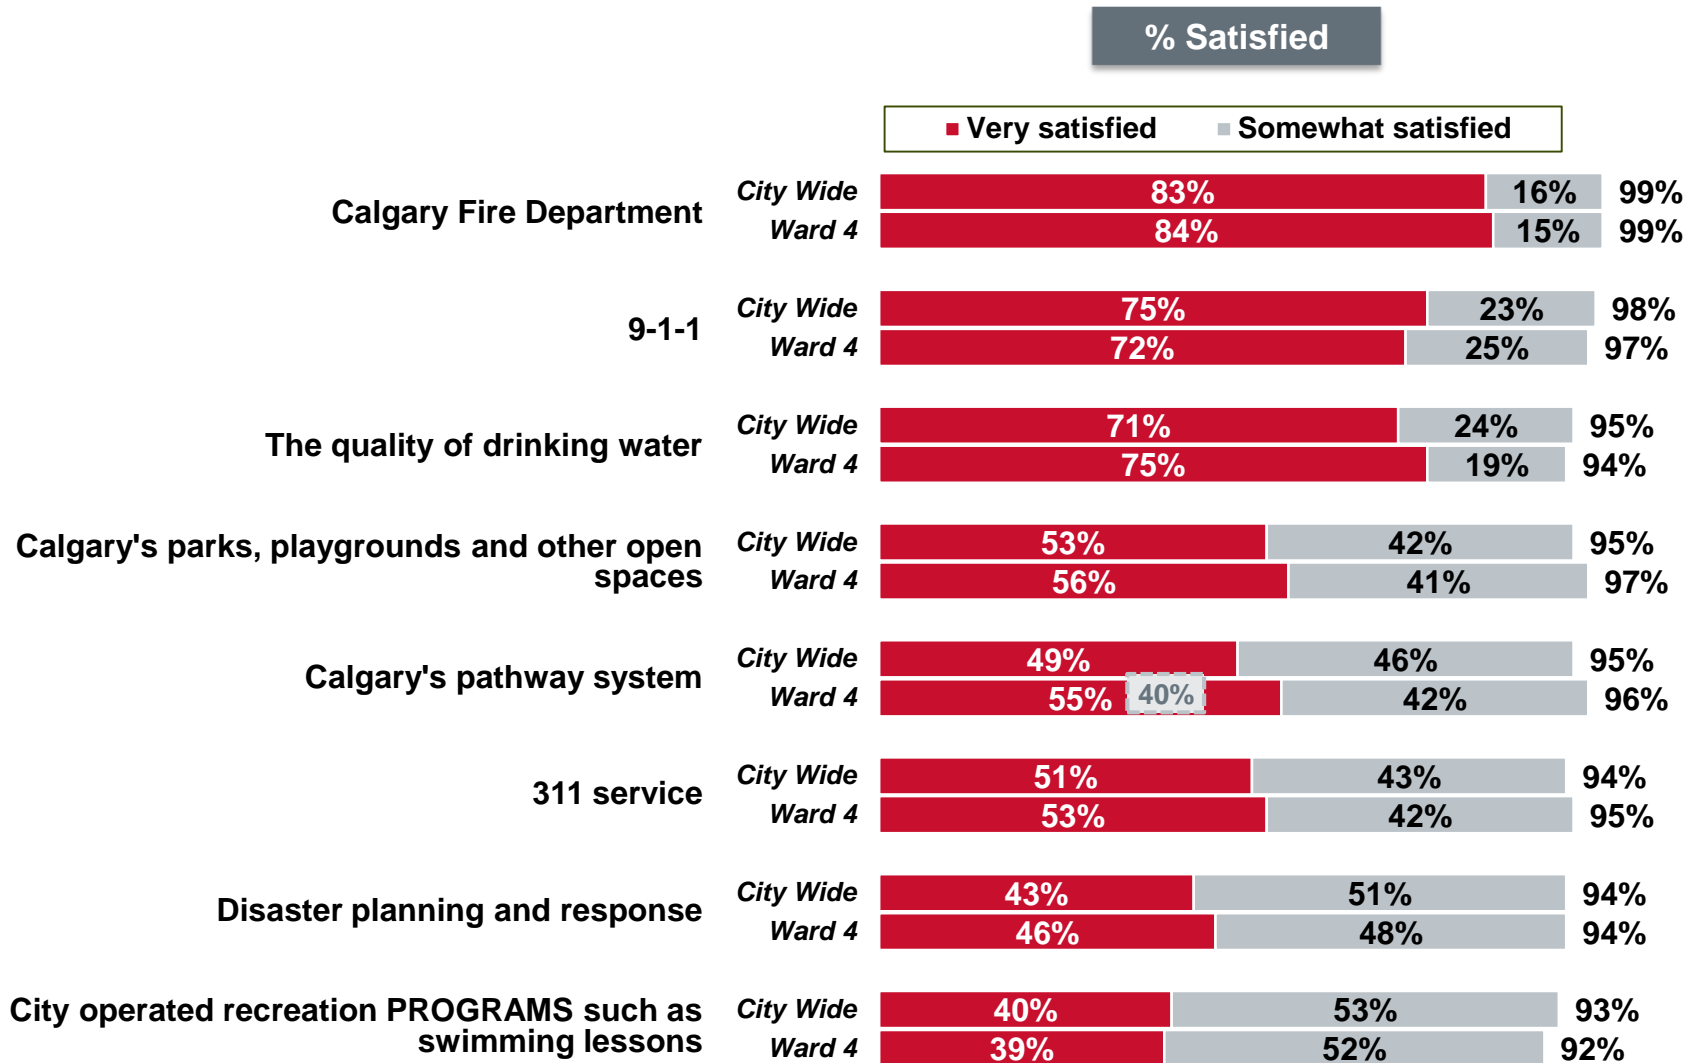 % Satisfied
Very satisfied Somewhat satisfied
Calgary Fire Department
City Wide 83% 16% 99%
Ward 4 84% 15% 99%
9-1-1
City Wide 75% 23% 98%
Ward 4 72% 25% 97%
The quality of drinking water
City Wide 71% 24% 95%
Ward 4 75% 19% 94%
Calgary's parks, playgrounds and other open
spaces
City Wide 53% 42% 95%
Ward 4 56% 41% 97%
Calgary's pathway system
City Wide 49% 46% 95%
Ward 4 55% 40% 42% 96%
311 service
City Wide 51% 43% 94%
Ward 4 53% 42% 95%
Disaster planning and response
City Wide 43% 51% 94%
Ward 4 46% 48% 94%
City operated recreation PROGRAMS such as
swimming lessons
City Wide 40% 53% 93%
Ward 4 39% 52% 92%